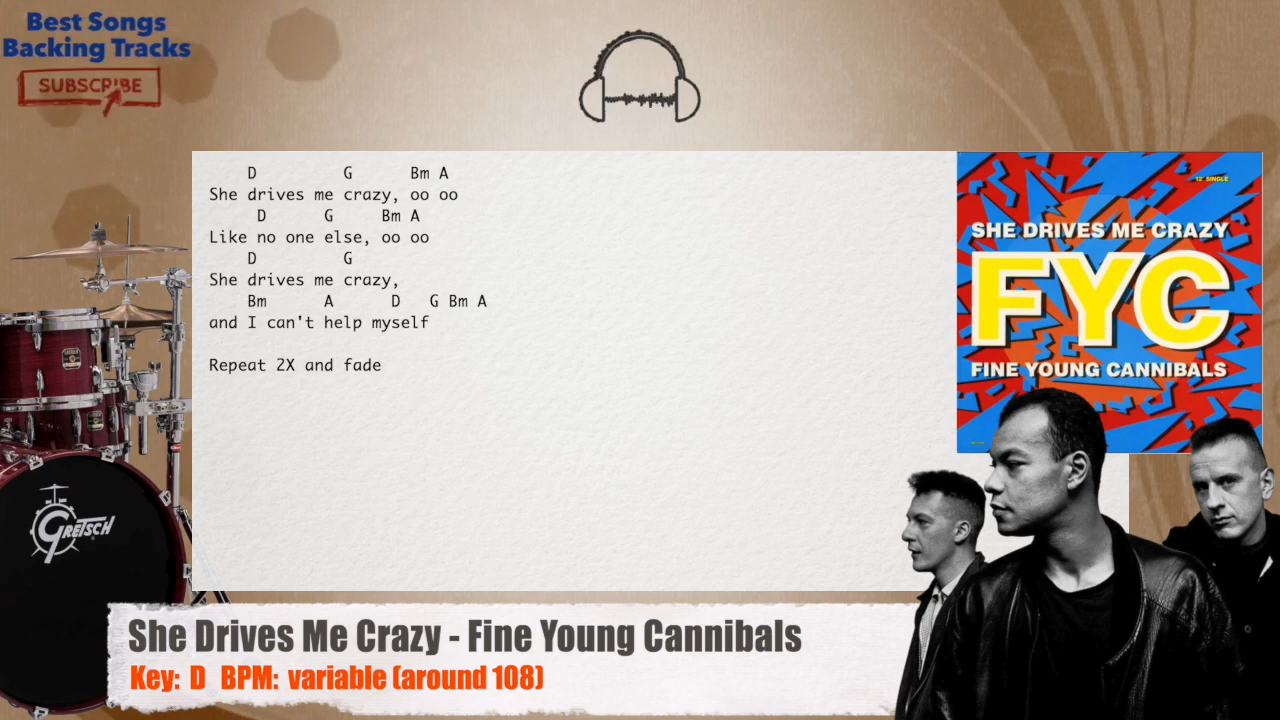 Best Songs
Backing Tracks
SUBSCRIBE
    D         G      Bm A
She drives me crazy, oo oo
     D      G     Bm A
Like no one else, oo oo
    D         G
She drives me crazy,
    Bm      A      D   G Bm A
and I can't help myself
Repeat 2X and fade
12" SINGLE
SHE DRIVES ME CRAZY
FYC
FINE YOUNG CANNIBALS
GRETSCH
She Drives Me Crazy - Fine Young Cannibals
Key: D BPM: variable (around 108)